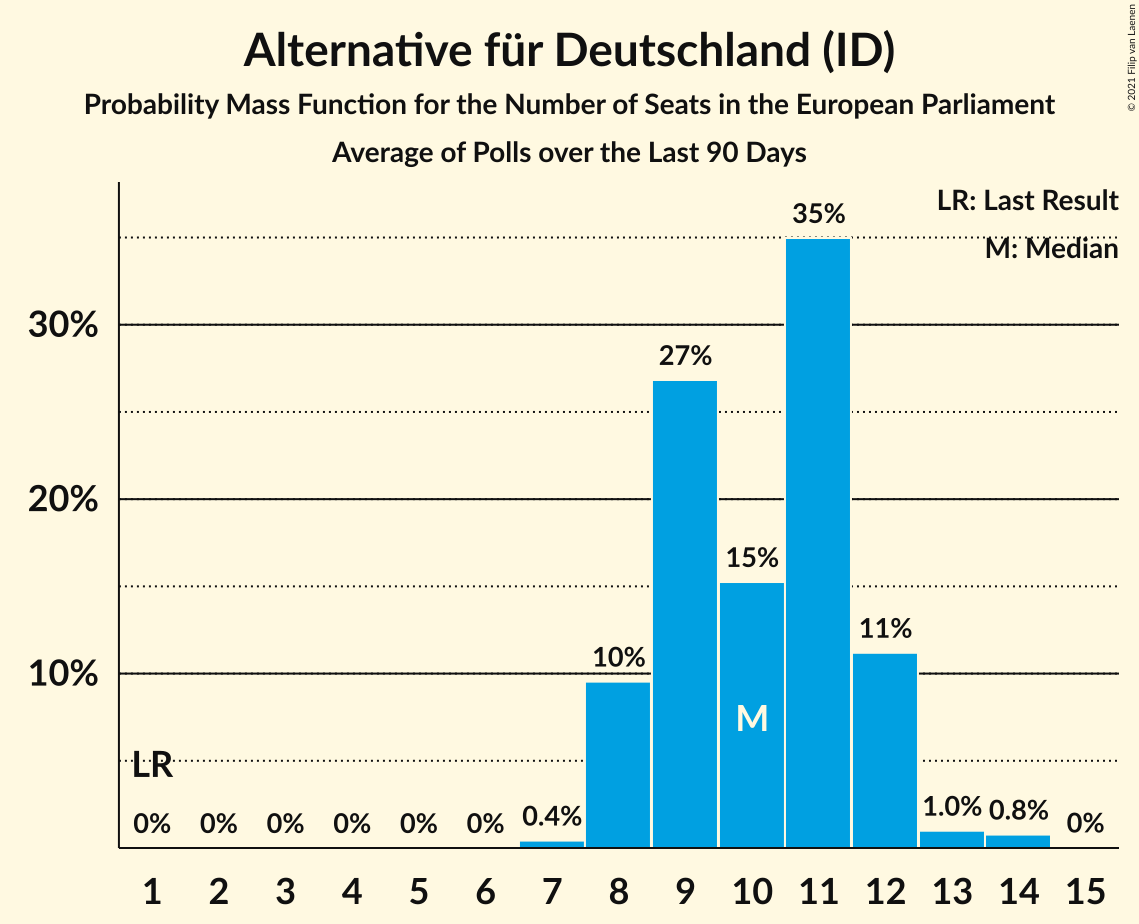 Alternative für Deutschland (ID)
Probability Mass Function for the Number of Seats in the European Parliament
Average of Polls over the Last 90 Days
© 2021 Filip van Laenen
LR: Last Result
M: Median
35%
30%
27%
20%
15%
11%
10%
10%
M
LR
0% 0% 0% 0% 0% 0% 0.4% 1.0% 0.8% 0%
1 2 3 4 5 6 7 8 9 10 11 12 13 14 15